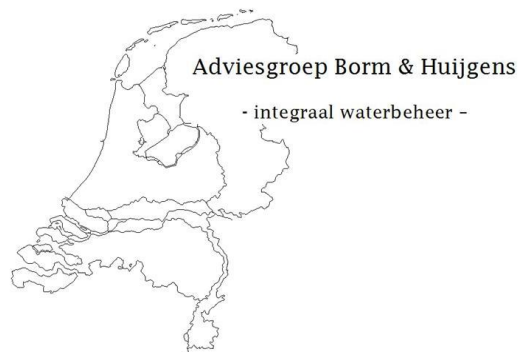 Adviesgroep Borm & Huijgens
- integraal waterbeheer –